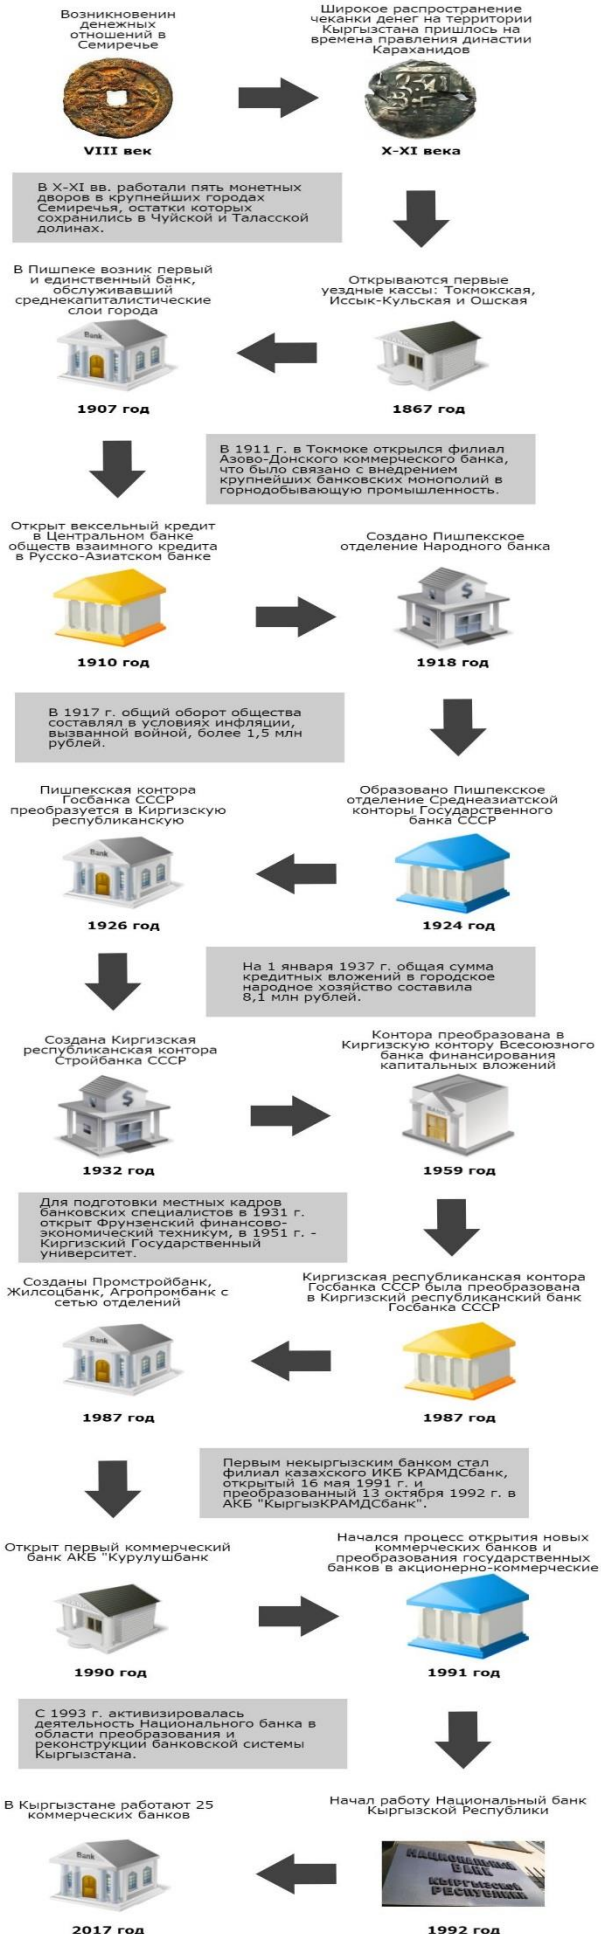 Возникновенин
денежных
отношений в
Семиречье
VIII век
Широкое распространение
чеканки денег на территории
Кыргызстана пришлось на
времена правления династии
Караханидов
X-XI века
В X-XI вв. работали пять монетных
дворов в крупнейших городах
Семиречья, остатки которых
сохранились в Чуйской и Таласской
долинах.
Открываются первые
уездные кассы: Токмокская,
Иссык-Кульская и Ошская
1867 год
В Пишпеке возник первый
и единственный банк,
обслуживавший
среднекапиталистические
слои города
Bank
1907 год
В 1911 г. в Токмоке открылся филиал
Азово-Донского коммерческого банка,
что было связано с внедрением
крупнейших банковских монополий в
горнодобывающую промышленность.
Открыт вексельный кредит
в Центральном банке
обществ взаимного кредита
в Русско-Азиатском банке
1910 год
Создано Пишпекское
отделение Народного банка
$
1918 год
В 1917 г. общий оборот общества
составлял в условиях инфляции,
вызванной войной, более 1,5 млн
рублей.
Образовано Пишпекское
отделение Среднеазиатской
конторы Государственного
банка СССР
1924 год
Пишпекская контора
Госбанка СССР
преобразуется в Киргизскую
республиканскую
Bank
1926 год
На 1 января 1937 г. общая сумма
кредитных вложений в городское
народное хозяйство составила
8,1 млн рублей.
Создана Киргизская
республиканская контора
Стройбанка СССР
$
1932 год
Контора преобразована в
Киргизскую контору Всесоюзного
банка финансирования
капитальных вложений
BANK
1959 год
Для подготовки местных кадров
банковских специалистов в 1931 г.
открыт Фрунзенский финансово-
экономический техникум, в 1951 г. -
Киргизский Государственный
университет.
Киргизская республиканская контора
Госбанка СССР была преобразована
в Киргизский республиканский банк
Госбанка СССР
1987 год
Созданы Промстройбанк,
Жилсоцбанк, Агропромбанк с
сетью отделений
Bank
1987 год
Первым некыргызским банком стал
филиал казахского ИКБ КРАМДСбанк,
открытый 16 мая 1991 г. и
преобразованный 13 октября 1992 г. в
АКБ "КыргызКРАМДСбанк".
Открыт первый коммерческий
банк АКБ "Курулушбанк
1990 год
Начался процесс открытия новых
коммерческих банков и
преобразования государственных
банков в акционерно-коммерческие
1991 год
С 1993 г. активизировалась
деятельность Национального банка в
области преобразования и
реконструкции банковской системы
Кыргызстана.
Начал работу Национальный банк
Кыргызской Республики
НАЦИОНАЛЬНЫЙ
БАНК
КЫРГЫЗСКОЙ
РЕСПУБЛИКИ
1992 год
В Кыргызстане работают 25
коммерческих банков
Bank
2017 год